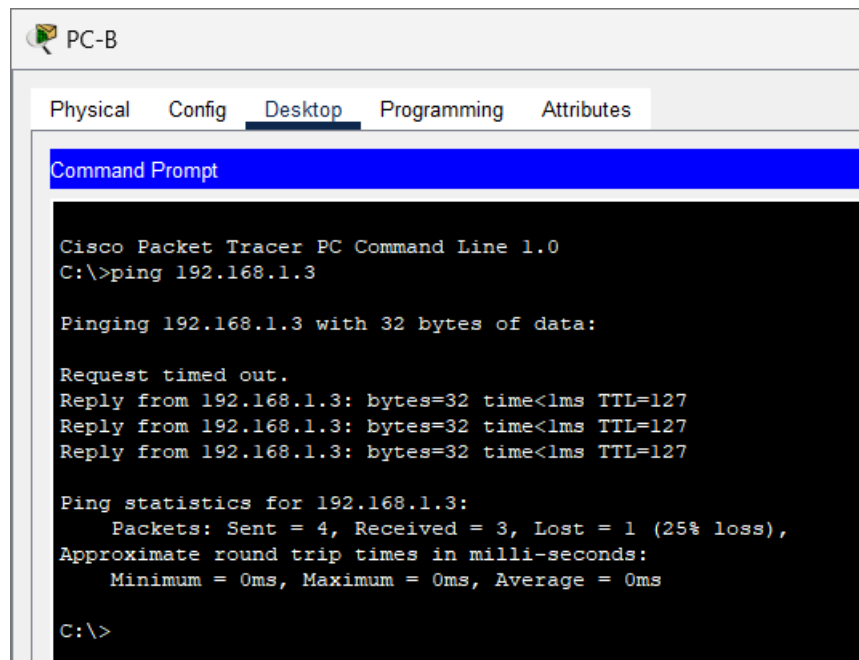 PC-B
Physical Config Desktop Programming Attributes
Command Prompt
Cisco Packet Tracer PC Command Line 1.0
C:\>ping 192.168.1.3
Pinging 192.168.1.3 with 32 bytes of data:
Request timed out.
Reply from 192.168.1.3: bytes=32 time<1ms TTL=127
Reply from 192.168.1.3: bytes=32 time<1ms TTL=127
Reply from 192.168.1.3: bytes=32 time<1ms TTL=127
Ping statistics for 192.168.1.3:
Packets: Sent = 4, Received = 3, Lost = 1 (25% loss),
Approximate round trip times in milli-seconds:
Minimum = 0ms, Maximum = 0ms, Average = 0ms
C:\>